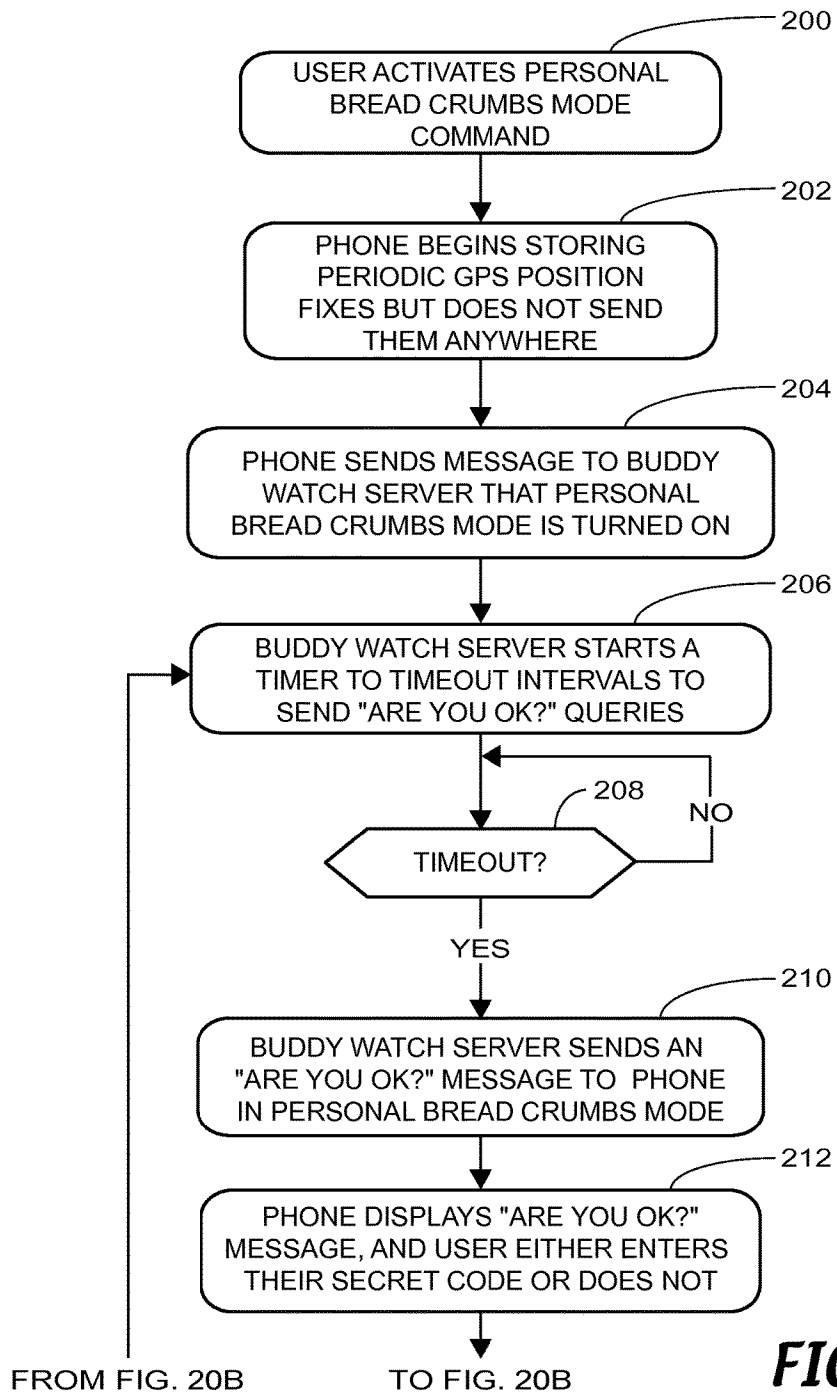 200
USER ACTIVATES PERSONAL
BREAD CRUMBS MODE
COMMAND
202
PHONE BEGINS STORING
PERIODIC GPS POSITION
FIXES BUT DOES NOT SEND
THEM ANYWHERE
204
PHONE SENDS MESSAGE TO BUDDY
WATCH SERVER THAT PERSONAL
BREAD CRUMBS MODE IS TURNED ON
206
BUDDY WATCH SERVER STARTS A
TIMER TO TIMEOUT INTERVALS TO
SEND "ARE YOU OK?" QUERIES
208
NO
TIMEOUT?
YES
210
BUDDY WATCH SERVER SENDS AN
"ARE YOU OK?" MESSAGE TO PHONE
IN PERSONAL BREAD CRUMBS MODE
212
PHONE DISPLAYS "ARE YOU OK?"
MESSAGE, AND USER EITHER ENTERS
THEIR SECRET CODE OR DOES NOT
FROM FIG. 20B
TO FIG. 20B